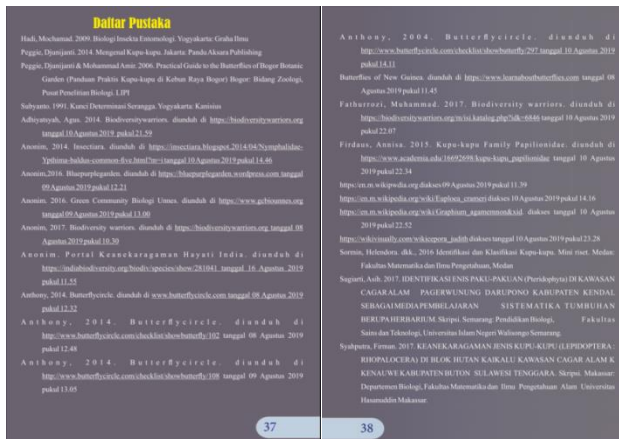 Daftar Pustaka
Hadi, Mochamad. 2009. Biologi Insekta Entomologi. Yogyakarta: Graha Ilmu
Peggie, Djunijanti. 2014. Mengenal Kupu-kupu. Jakarta: Pandu Aksara Publishing
Peggie, Djunijanti & Mohammad Amir. 2006. Practical Guide to the Butterflies of Bogor Botanic
Garden (Panduan Praktis Kupu-kupu di Kebun Raya Bogor) Bogor: Bidang Zoologi,
Pusat Penelitian Biologi. LIPI
Subyanto. 1991. Kunci Determinasi Serangga. Yogyakarta: Kanisius
Adhiyansyah, Agus. 2014. Biodiversitywarriors. diunduh di https://biodiversitywarriors.org
tanggal 10 Agustus 2019 pukul 21.59
Anonim, 2014. Insectiara. diunduh di https://insectiara.blogspot.2014/04/Nymphalidae-
Ypthima-baldus-common-five.html?m=1 tanggal 10 Agustus 2019 pukul 14.46
Anonim,2016. Bluepurplegarden. diunduh di https://bluepurplegarden.wordpress.com tanggal
09 Agustus 2019 pukul 12,21
Anonim, 2016. Green Community Biologi Unnes. diunduh di https://www.gcbiounnes.org
tanggal 09 Agustus 2019 pukul 13.00
Anonim, 2017. Biodiversity warriors. diunduh di https://biodiversitywarriors.org tanggal 08
Agustus 2019 pukul 10.30
Anonim. Portal Keanekaragaman Hayati India. diunduh di
https://indiabiodiversity.org/biodiv/species/show/281041 tanggal 16 Agustus 2019
pukul 11.55
Anthony, 2014. Butterflycircle. diunduh di www.butterflycircle.com tanggal 08 Agustus 2019
pukul 12.32
Anthony, 2014. Butterflycircle. diunduh di
http://www.butterflycircle.com/checklist/showbutterfly/102 tanggal 08 Agustus 2019
pukul 12.48
Anthony, 2014. Butterflycircle. diunduh di
http://www.butterflycircle.com/checklist/showbutterfly/108 tanggal 09 Agustus 2019
pukul 13.05
37
Anthony, 2004. Butterflycircle. diunduh di
http://www.butterflycircle.com/checklist/showbutterfly/297 tanggal 10 Agustus 2019
pukul 14.11
Butterflies of New Guinea. diunduh di https://www.learnaboutbutterflies.com tanggal 08
Agustus 2019 pukul 11.45
Fathurrozi, Muhammad. 2017. Biodiversity warriors. diunduh di
https://biodiversitywarriors.org/m/isi.katalog.php?idk=6846 tanggal 10 Agustus 2019
pukul 22.07
Firdaus, Annisa. 2015. Kupu-kupu Family Papilionidae. diunduh di
https://www.academia.edu/16692698/kupu-kupu_papilionidae tanggal 10 Agustus
2019 pukul 22.34
https://en.m.wikipwdia.org diakses 09 Agustus 2019 pukul 11.39
https://en.m.wikipedia.org/wiki/Euploea_crameri diakses 10 Agustus 2019 pukul 14.16
https://en.m.wikipedia.org/wiki/Graphium_agamemnon&xid. diakses tanggal 10 Agustus
2019 pukul 22.52
https://wikivisually.com/wikicepora_judith diakses tanggal 10 Agustus 2019 pukul 23.28
Sormin, Helendora. dkk., 2016 Identifikasi dan Klasifikasi Kupu-kupu. Mini riset. Medan:
Fakultas Matematika dan Ilmu Pengetahuan, Medan
Sugiarti, Asih. 2017. IDENTIFIKASI ENIS PAKU-PAKUAN (Pteridophyta) DI KAWASAN
CAGAR ALAM PAGERWUNUNG DARUPONO KABUPATEN KENDAL
SEBAGAI MEDIA PEMBELAJARAN SISTEMATIKA TUMBUHAN
BERUPA HERBARIUM. Skripsi. Semarang: Pendidikan Biologi, Fakultas
Sains dan Teknologi, Universitas Islam Negeri Walisongo Semarang.
Syahputra, Firman. 2017. KEANEKARAGAMAN JENIS KUPU-KUPU (LEPIDOPTERA :
RHOPALOCERA) DI BLOK HUTAN KAIKALU KAWASAN CAGAR ALAM K
KENAUWE KABUPATEN BUTON SULAWESI TENGGARA. Skripsi. Makassar:
Departemen Biologi, Fakultas Matematika dan Ilmu Pengetahuan Alam Universitas
Hasanuddin Makassar.
38